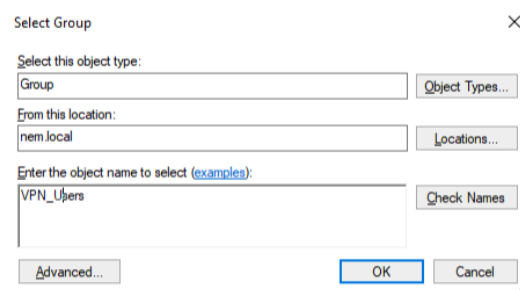 Select Group
Select this object type:
Group
Object Types...
From this location:
nem.local
Locations...
Enter the object name to select (examples):
VPN_Users
Check Names
Advanced...
OK
Cancel